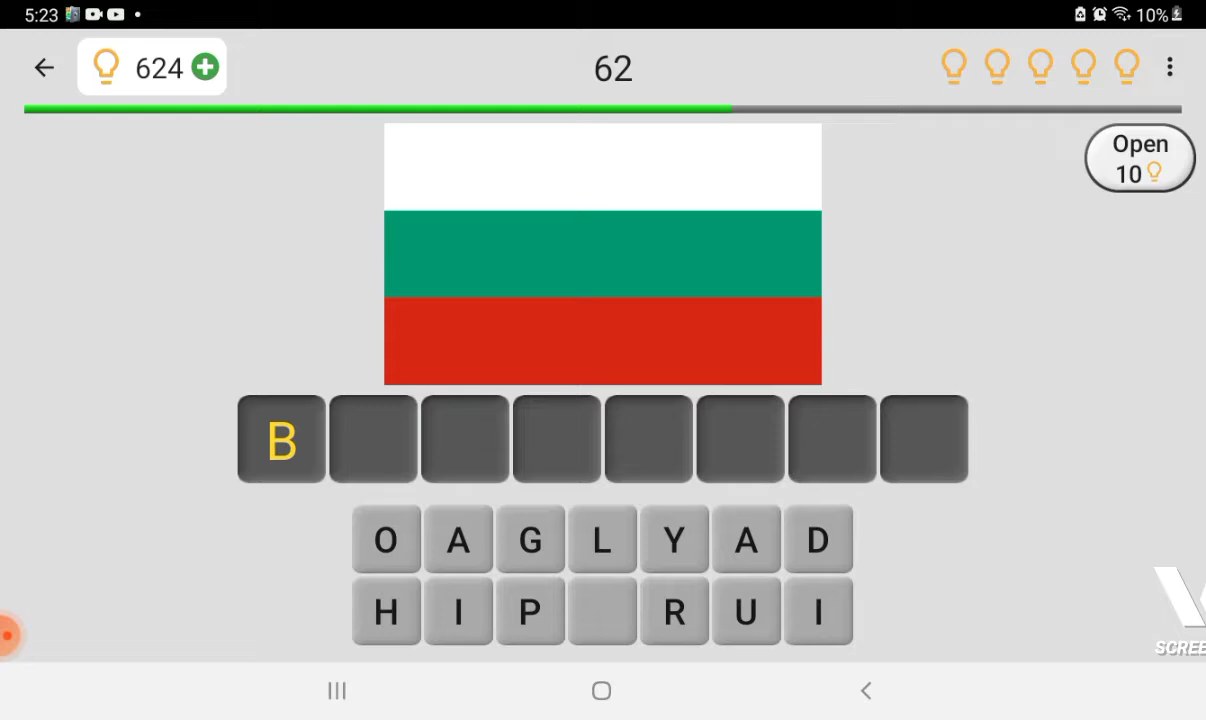 5:23 10%
624 62
Open
10
B
O A G L Y A D
H I P R U I
SCREE